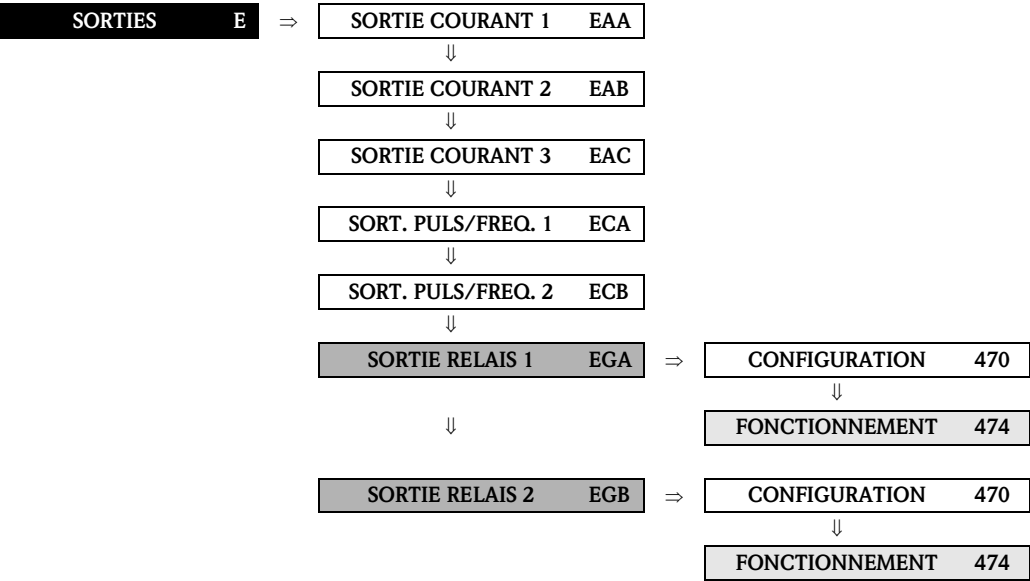 SORTIES E ⇒ SORTIE COURANT 1 EAA
⇓
SORTIE COURANT 2 EAB
⇓
SORTIE COURANT 3 EAC
⇓
SORT. PULS/FREQ. 1 ECA
⇓
SORT. PULS/FREQ. 2 ECB
⇓
SORTIE RELAIS 1 EGA ⇒ CONFIGURATION 470
⇓
⇓ FONCTIONNEMENT 474
SORTIE RELAIS 2 EGB ⇒ CONFIGURATION 470
⇓
FONCTIONNEMENT 474